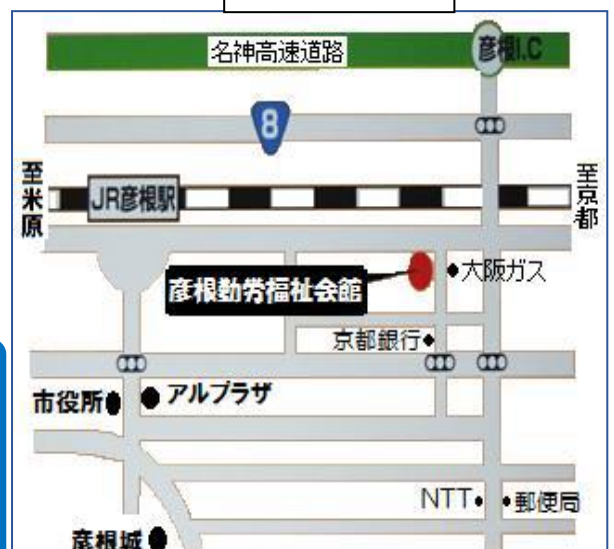 名神高速道路
彦根I.C
8
至米原
JR彦根駅
至京都
彦根勤労福祉会館
大阪ガス
京都銀行
市役所
アルプラザ
NTT
郵便局
彦根城